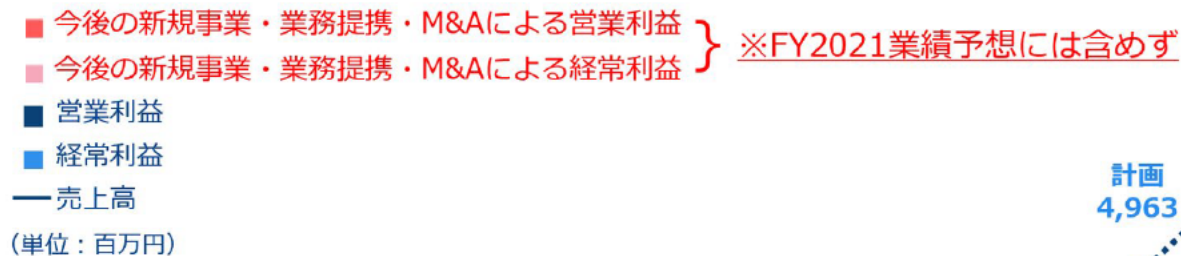 今後の新規事業・業務提携・M&Aによる営業利益
今後の新規事業・業務提携・M&Aによる経常利益
※FY2021業績予想には含めず
営業利益
経常利益
売上高
(単位：百万円)
計画
4,963